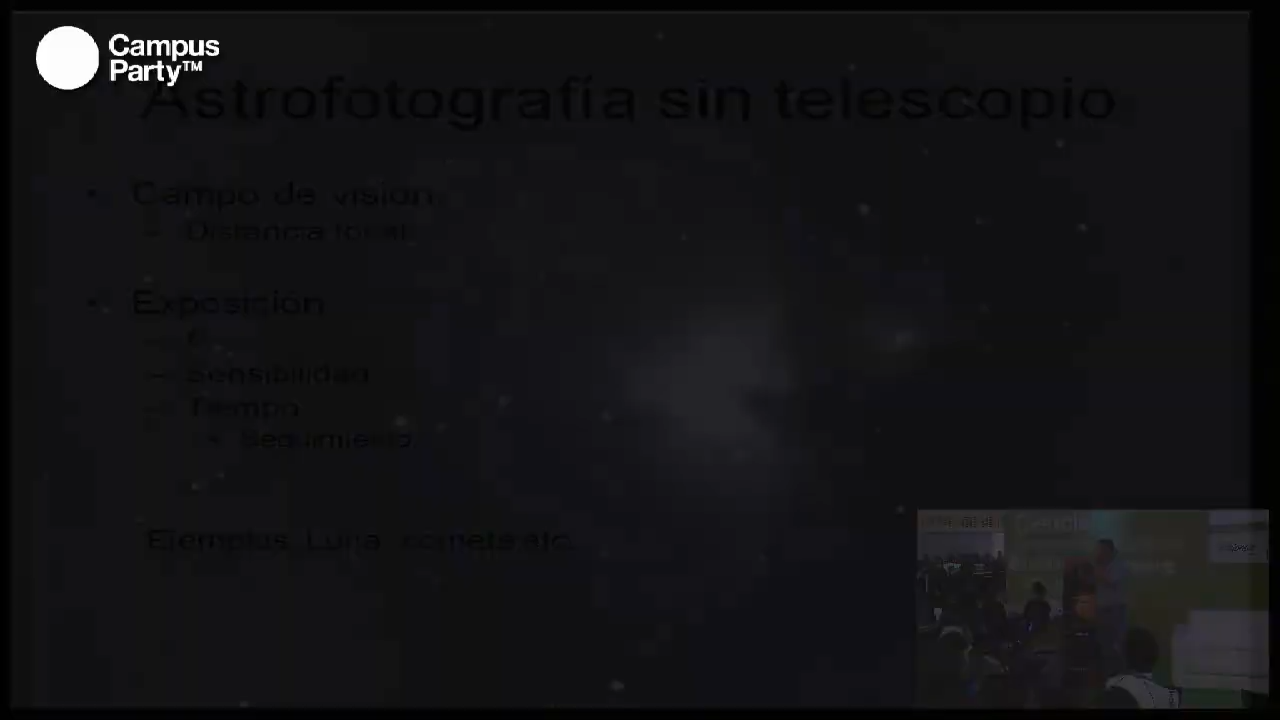 Campus
Party™
Astrofotografía sin telescopio
• Campo de visión
– Distancia focal
• Exposición
– Sensibilidad
– Tiempo
• Seguimiento
Ejemplos Luna cometa etc.